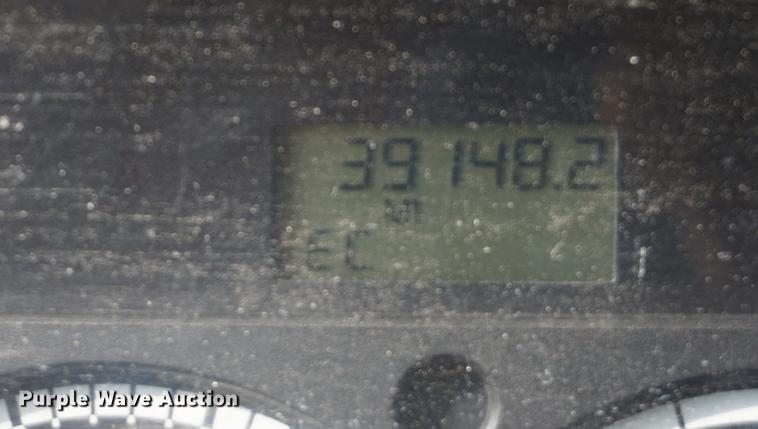 39148.2
MI
EC
Purple Wave Auction